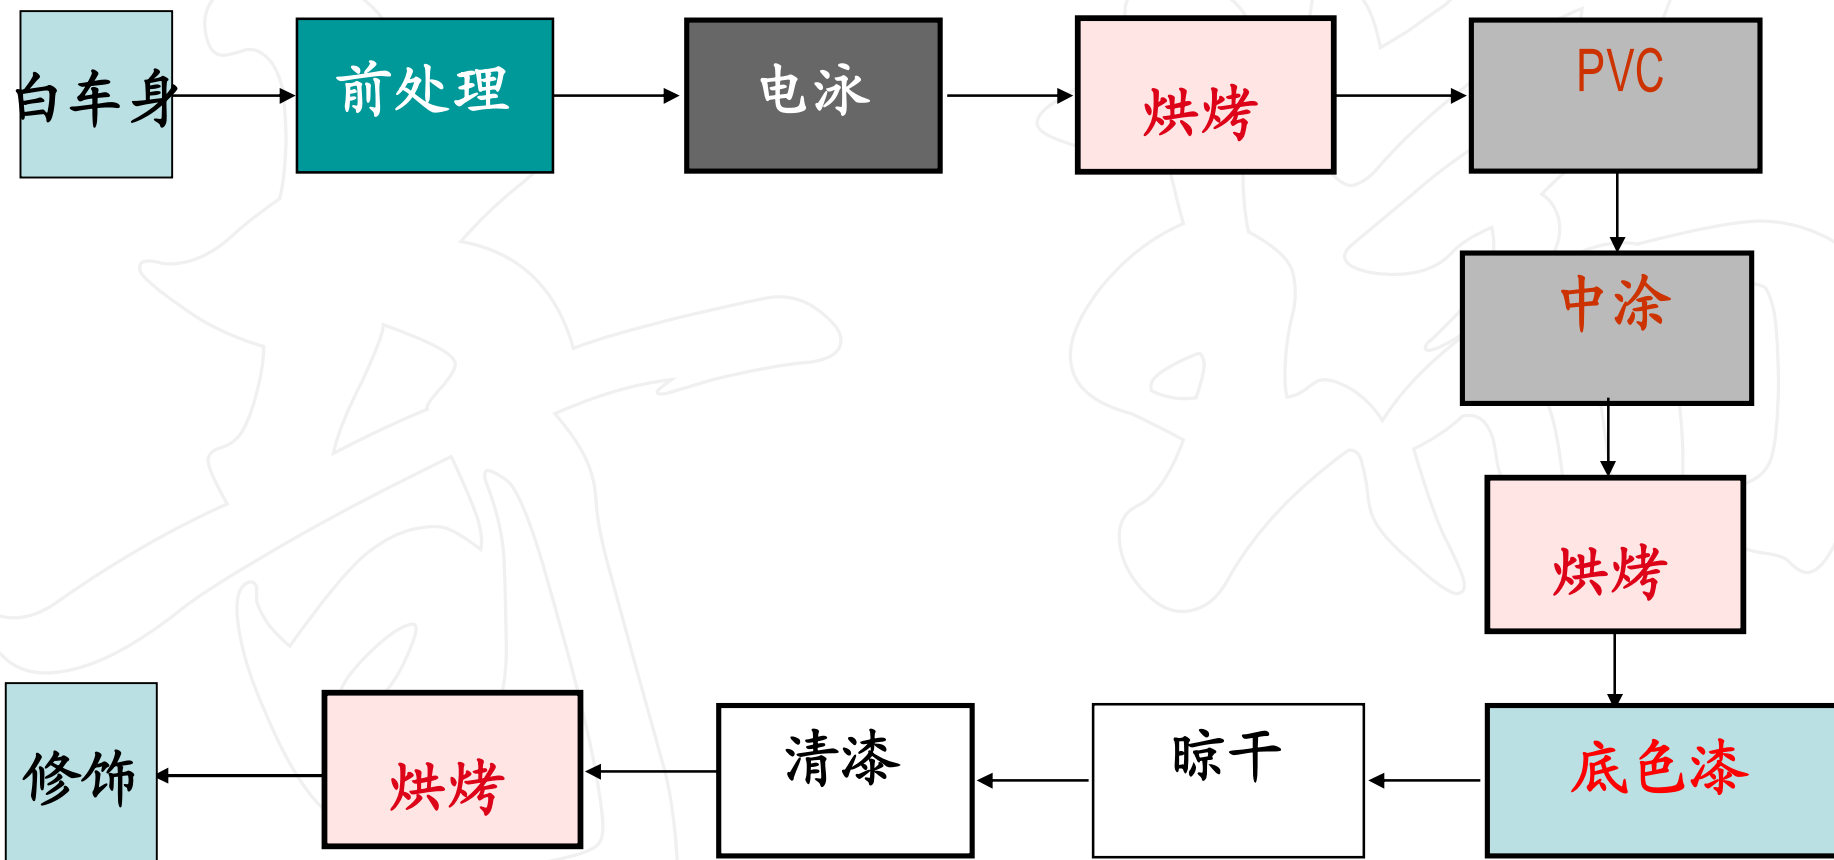 白车身
前处理
电泳
烘烤
PVC
中涂
烘烤
底色漆
晾干
清漆
烘烤
修饰